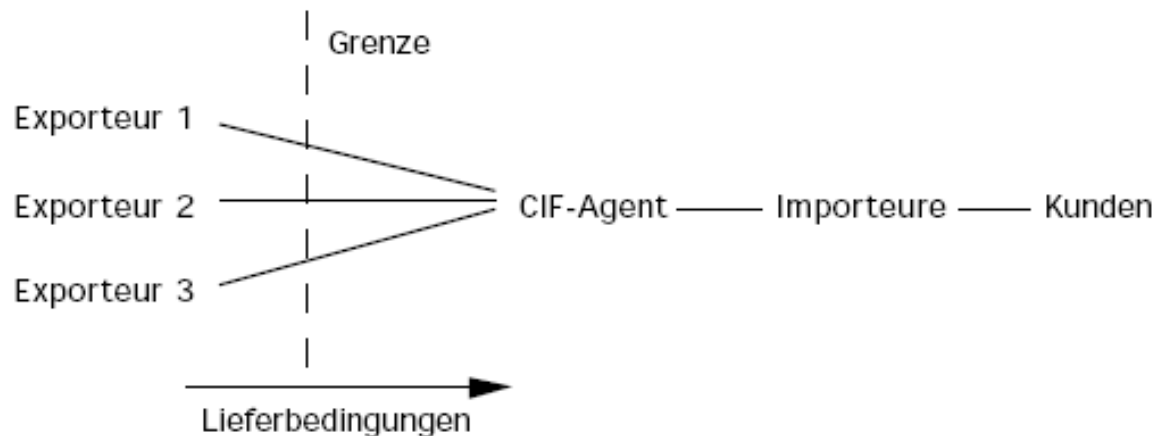 Grenze
Exporteur 1
Exporteur 2
CIF-Agent
Importeure
Kunden
Exporteur 3
Lieferbedingungen